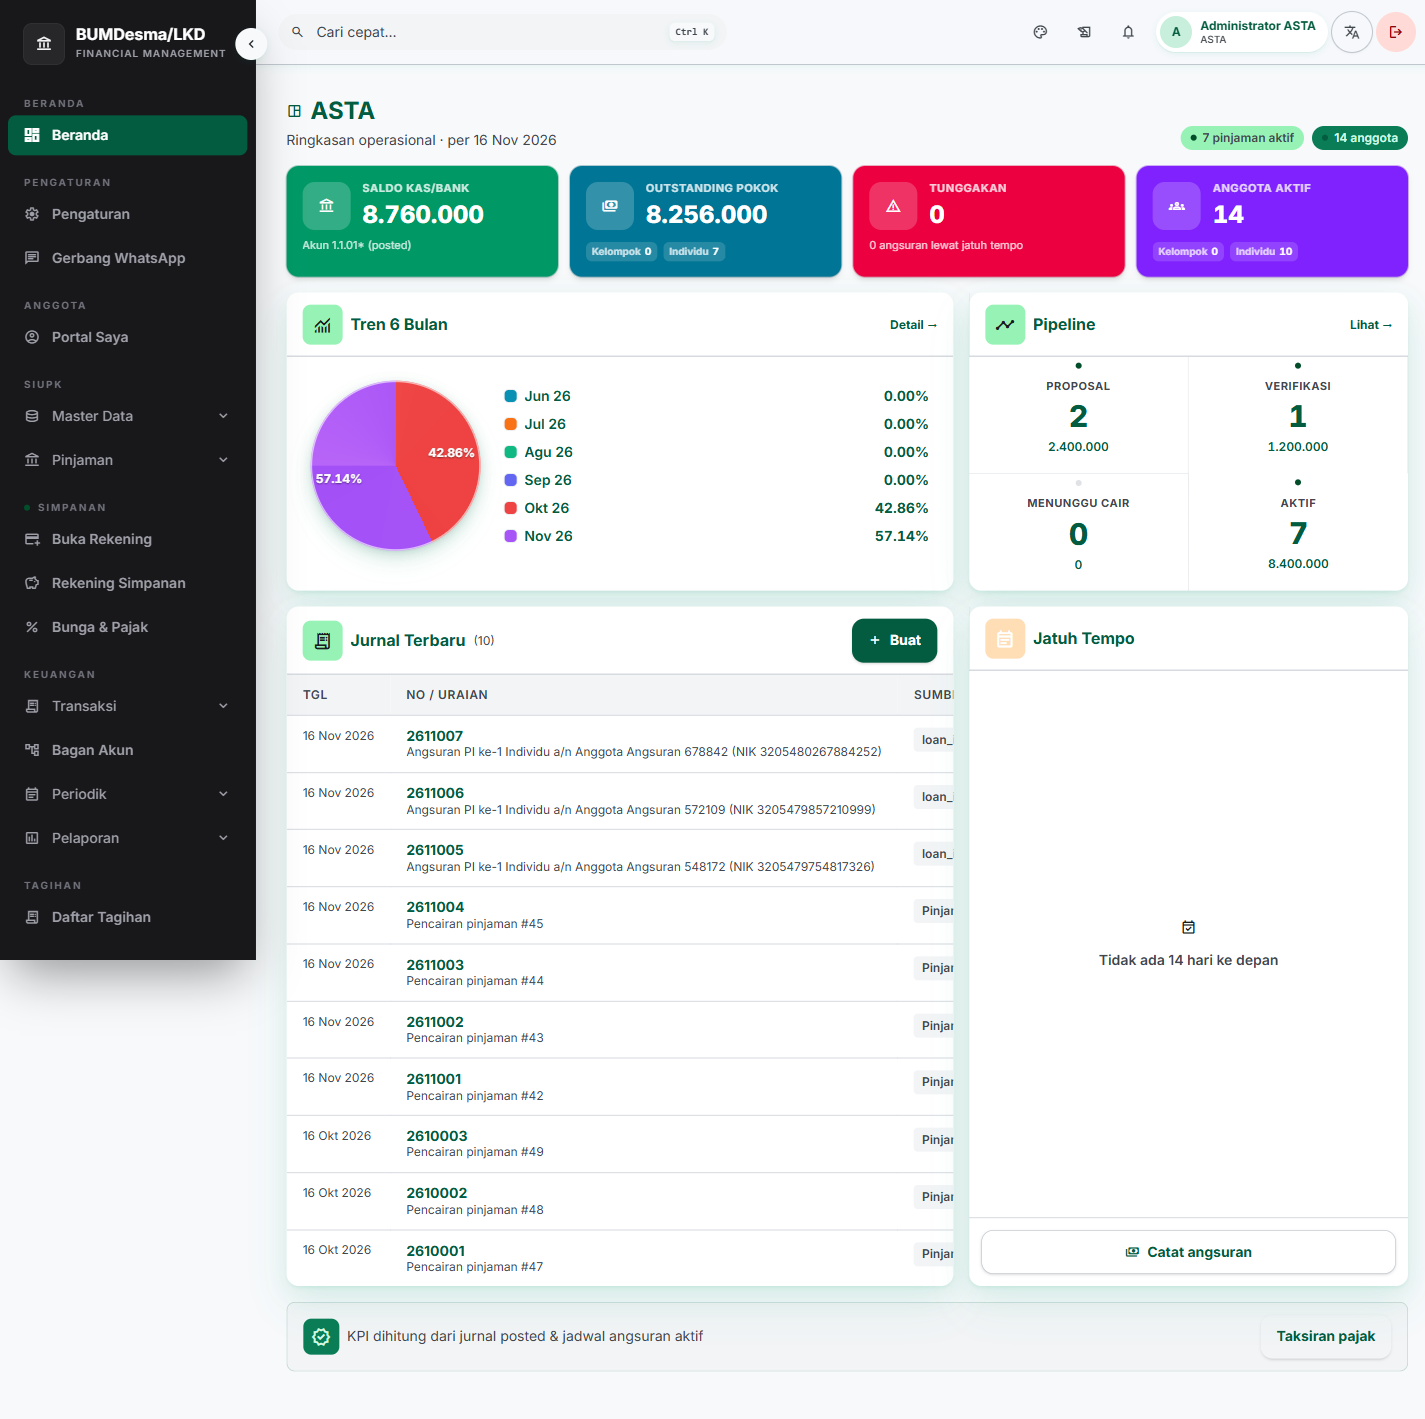 BUMDesma/LKD
FINANCIAL MANAGEMENT
BERANDA
Beranda
PENGATURAN
Pengaturan
Gerbang WhatsApp
ANGGOTA
Portal Saya
SIUPK
Master Data
Pinjaman
SIMPANAN
Buka Rekening
Rekening Simpanan
Bunga & Pajak
KEUANGAN
Transaksi
Bagan Akun
Periodik
Pelaporan
TAGIHAN
Daftar Tagihan
Cari cepat...
Ctrl K
A
Administrator ASTA
ASTA
ASTA
Ringkasan operasional · per 16 Nov 2026
7 pinjaman aktif
14 anggota
SALDO KAS/BANK
8.760.000
Akun 1.1.01* (posted)
OUTSTANDING POKOK
8.256.000
Kelompok 0 Individu 7
TUNGGAKAN
0
0 angsuran lewat jatuh tempo
ANGGOTA AKTIF
14
Kelompok 0 Individu 10
Tren 6 Bulan
Detail →
42.86%
57.14%
Jun 26 0.00%
Jul 26 0.00%
Agu 26 0.00%
Sep 26 0.00%
Okt 26 42.86%
Nov 26 57.14%
Pipeline
Lihat →
PROPOSAL
2
2.400.000
VERIFIKASI
1
1.200.000
MENUNGGU CAIR
0
0
AKTIF
7
8.400.000
Jurnal Terbaru (10)
+ Buat
TGL NO / URAIAN SUMB
16 Nov 2026 2611007 loan_
Angsuran PI ke-1 Individu a/n Anggota Angsuran 678842 (NIK 3205480267884252)
16 Nov 2026 2611006 loan_
Angsuran PI ke-1 Individu a/n Anggota Angsuran 572109 (NIK 3205479857210999)
16 Nov 2026 2611005 loan_
Angsuran PI ke-1 Individu a/n Anggota Angsuran 548172 (NIK 3205479754817326)
16 Nov 2026 2611004 Pinjar
Pencairan pinjaman #45
16 Nov 2026 2611003 Pinjar
Pencairan pinjaman #44
16 Nov 2026 2611002 Pinjar
Pencairan pinjaman #43
16 Nov 2026 2611001 Pinjar
Pencairan pinjaman #42
16 Okt 2026 2610003 Pinjar
Pencairan pinjaman #49
16 Okt 2026 2610002 Pinjar
Pencairan pinjaman #48
16 Okt 2026 2610001 Pinjar
Pencairan pinjaman #47
Jatuh Tempo
Tidak ada 14 hari ke depan
Catat angsuran
KPI dihitung dari jurnal posted & jadwal angsuran aktif
Taksiran pajak